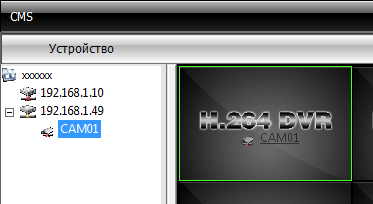 CMS
Устройство
xxxxxx
192.168.1.10
192.168.1.49
CAM01
H.264 DVR
CAM01